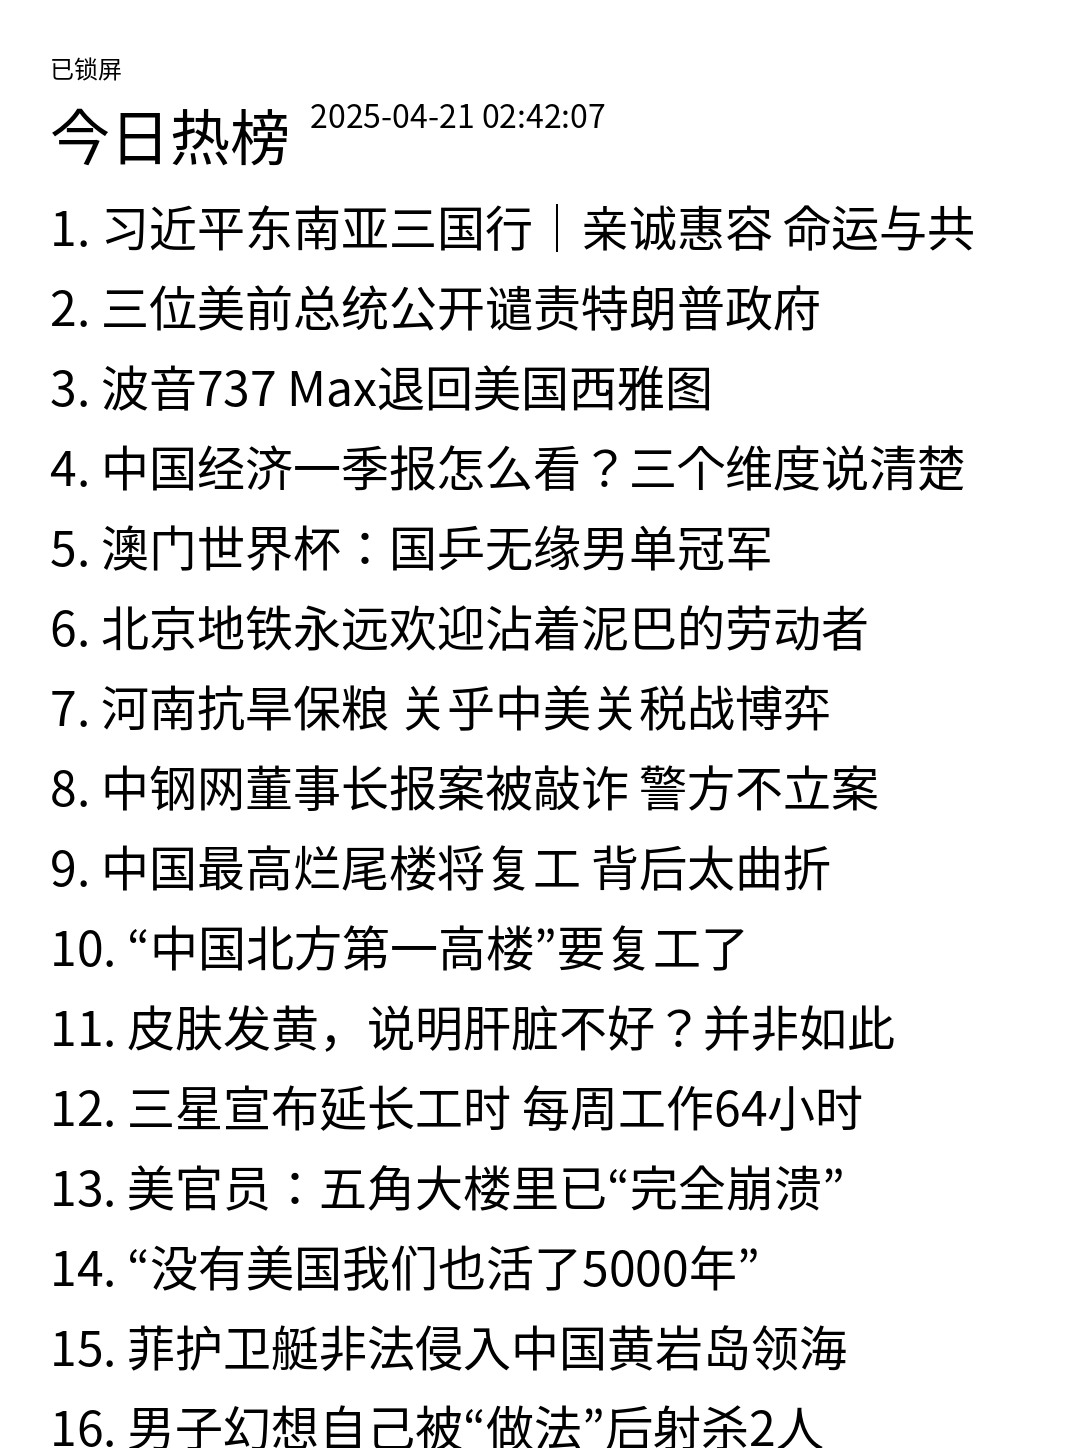 已锁屏
今日热榜 2025-04-21 02:42:07
1. 习近平东南亚三国行｜亲诚惠容 命运与共
2. 三位美前总统公开谴责特朗普政府
3. 波音737 Max退回美国西雅图
4. 中国经济一季报怎么看？三个维度说清楚
5. 澳门世界杯：国乒无缘男单冠军
6. 北京地铁永远欢迎沾着泥巴的劳动者
7. 河南抗旱保粮 关乎中美关税战博弈
8. 中钢网董事长报案被敲诈 警方不立案
9. 中国最高烂尾楼将复工 背后太曲折
10. “中国北方第一高楼”要复工了
11. 皮肤发黄，说明肝脏不好？并非如此
12. 三星宣布延长工时 每周工作64小时
13. 美官员：五角大楼里已“完全崩溃”
14. “没有美国我们也活了5000年”
15. 菲护卫艇非法侵入中国黄岩岛领海
16. 男子幻想自己被“做法”后射杀2人